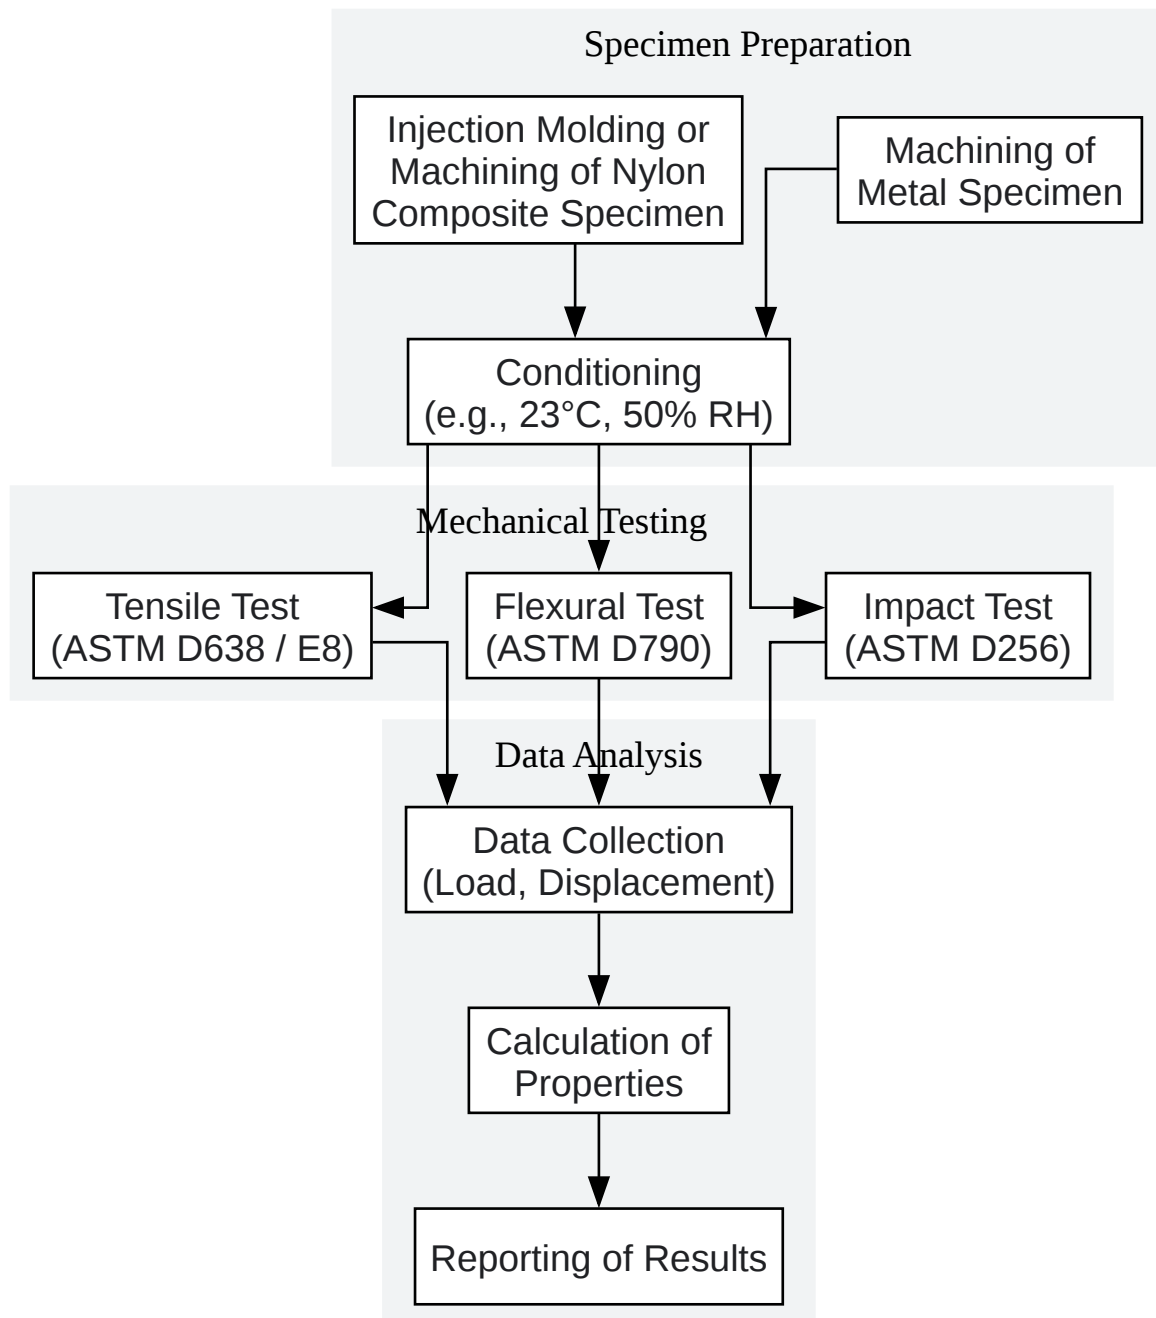 Specimen Preparation
Injection Molding or
Machining of Nylon
Composite Specimen
Machining of
Metal Specimen
Conditioning
(e.g., 23°C, 50% RH)
Mechanical Testing
Tensile Test
(ASTM D638 / E8)
Flexural Test
(ASTM D790)
Impact Test
(ASTM D256)
Data Analysis
Data Collection
(Load, Displacement)
Calculation of
Properties
Reporting of Results